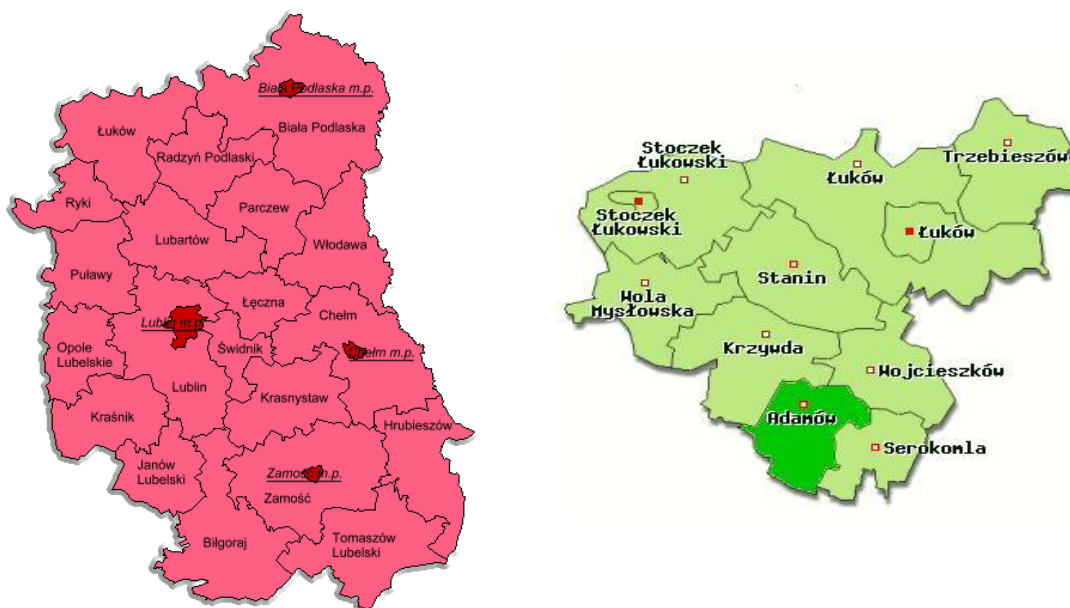 Biała Podlaska m.p.
Łuków
Biała Podlaska
Radzyń Podlaski
Ryki
Parczew
Lubartów
Włodawa
Puławy
Łęczna
Chełm
Lublin m.p.
Opole
Lubelskie
Świdnik
Chełm m.p.
Lublin
Krasnystaw
Kraśnik
Hrubieszów
Janów
Lubelski
Zamość m.p.
Zamość
Biłgoraj
Tomaszów
Lubelski
Stoczek
Łukowski
Trzebieszów
Łuków
Stoczek
Łukowski
Łuków
Stanin
Wola
Mysłowska
Krzywda
Wojcieszków
Adamów
Serokomla